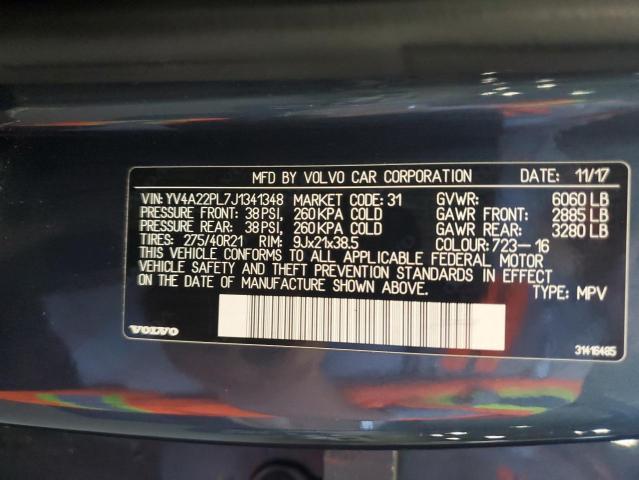 MFD BY VOLVO CAR CORPORATION DATE: 11/17
VIN: YV4A22PL7J1341348 MARKET CODE: 31 GVWR: 6060 LB
PRESSURE FRONT: 38 PSI, 260 KPA COLD GAWR FRONT: 2885 LB
PRESSURE REAR: 38 PSI, 260 KPA COLD GAWR REAR: 3280 LB
TIRES: 275/40R21 RIM: 9Jx21x38.5 COLOUR: 723-16
THIS VEHICLE CONFORMS TO ALL APPLICABLE FEDERAL MOTOR
VEHICLE SAFETY AND THEFT PREVENTION STANDARDS IN EFFECT
ON THE DATE OF MANUFACTURE SHOWN ABOVE.
TYPE: MPV
VOLVO
31416485